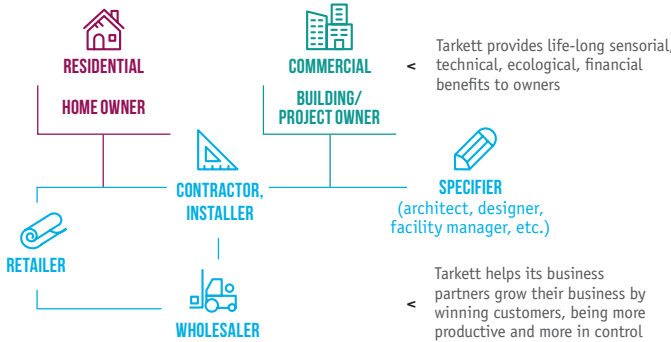 RESIDENTIAL
HOME OWNER
COMMERCIAL
BUILDING/
PROJECT OWNER
< Tarkett provides life-long sensorial,
technical, ecological, financial
benefits to owners
CONTRACTOR,
INSTALLER
SPECIFIER
(architect, designer,
facility manager, etc.)
RETAILER
WHOLESALER
< Tarkett helps its business
partners grow their business by
winning customers, being more
productive and more in control